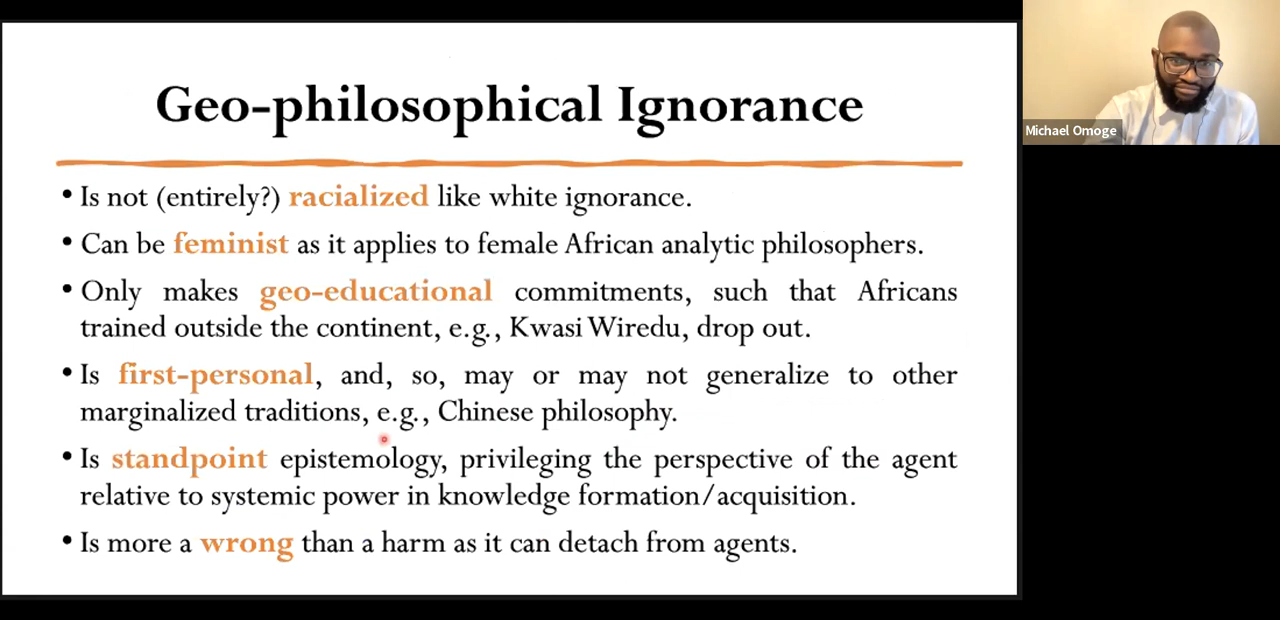 Geo-philosophical Ignorance
• Is not (entirely?) racialized like white ignorance.
• Can be feminist as it applies to female African analytic philosophers.
• Only makes geo-educational commitments, such that Africans
trained outside the continent, e.g., Kwasi Wiredu, drop out.
• Is first-personal, and, so, may or may not generalize to other
marginalized traditions, e.g., Chinese philosophy.
• Is standpoint epistemology, privileging the perspective of the agent
relative to systemic power in knowledge formation/acquisition.
• Is more a wrong than a harm as it can detach from agents.
Michael Omoge